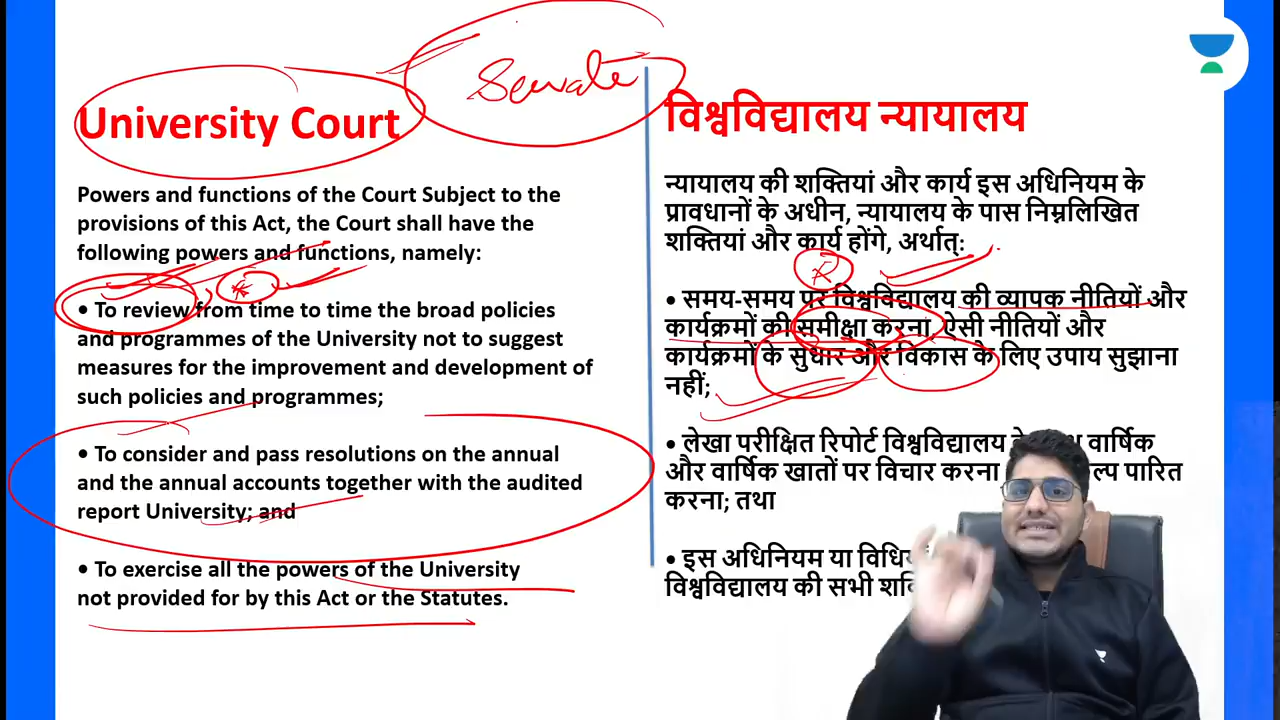 Senate
University Court
Powers and functions of the Court Subject to the
provisions of this Act, the Court shall have the
following powers and functions, namely:
• To review from time to time the broad policies
and programmes of the University not to suggest
measures for the improvement and development of
such policies and programmes;
• To consider and pass resolutions on the annual
and the annual accounts together with the audited
report University; and
• To exercise all the powers of the University
not provided for by this Act or the Statutes.
विश्वविद्यालय न्यायालय
न्यायालय की शक्तियां और कार्य इस अधिनियम के
प्रावधानों के अधीन, न्यायालय के पास निम्नलिखित
शक्तियां और कार्य होंगे, अर्थात्:
• समय-समय पर विश्वविद्यालय की व्यापक नीतियों और
कार्यक्रमों की समीक्षा करना, ऐसी नीतियों और
कार्यक्रमों के सुधार और विकास के लिए उपाय सुझाना
नहीं;
• लेखा परीक्षित रिपोर्ट विश्वविद्यालय वार्षिक
और वार्षिक खातों पर विचार करना पारित
करना; तथा
• इस अधिनियम या
विश्वविद्यालय की सभी